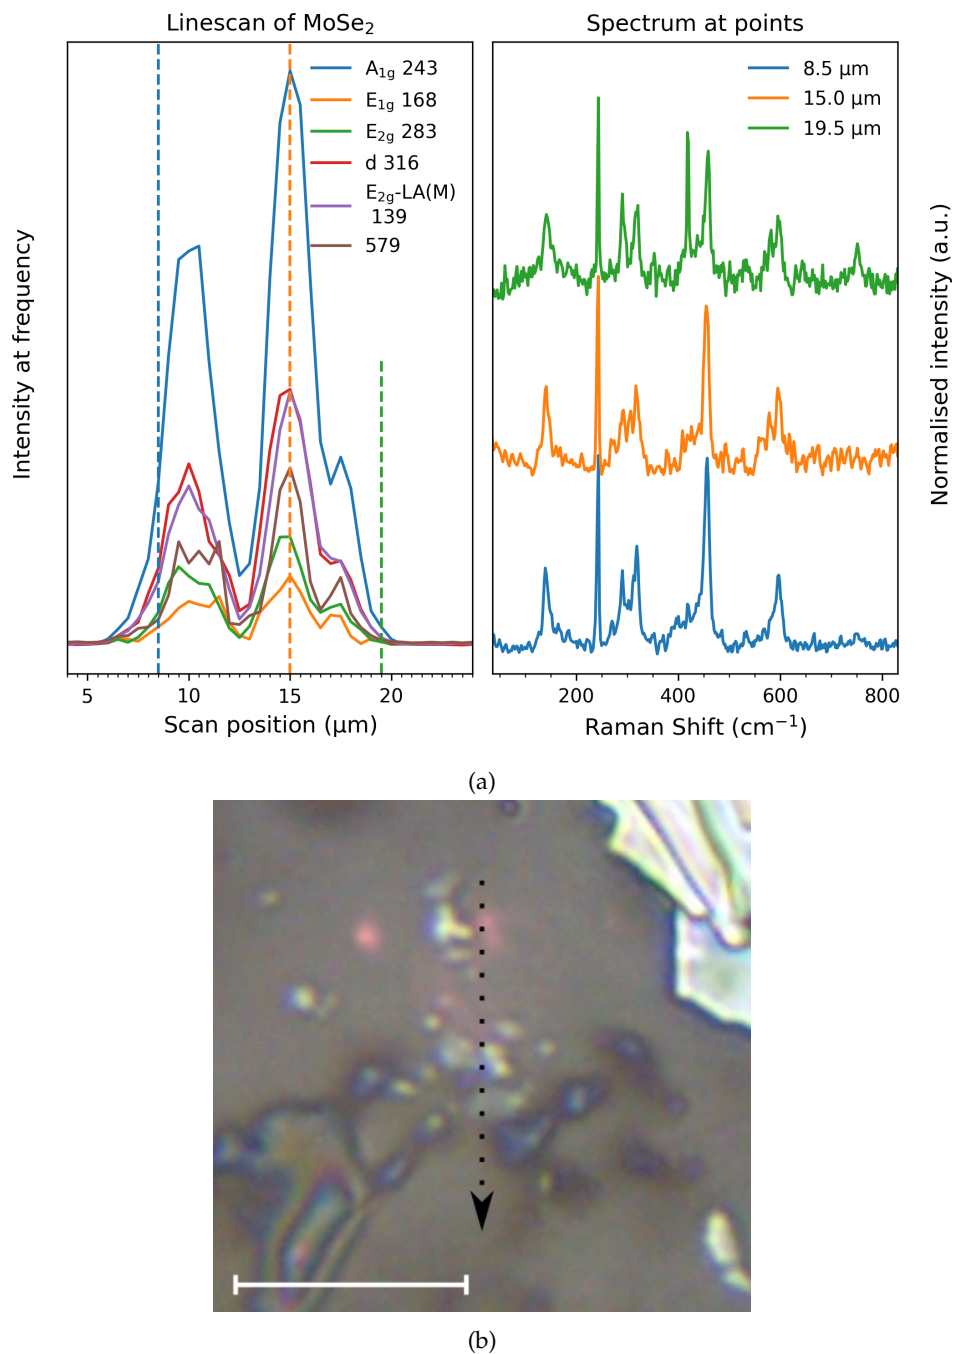 Linescan of MoSe₂
Intensity at frequency
A₁g 243
E₁g 168
E₂g 283
d 316
E₂g-LA(M)
139
579
5 10 15 20
Scan position (μm)
Spectrum at points
8.5 μm
15.0 μm
19.5 μm
200 400 600 800
Raman Shift (cm⁻¹)
Normalised intensity (a.u.)
(a)
(b)